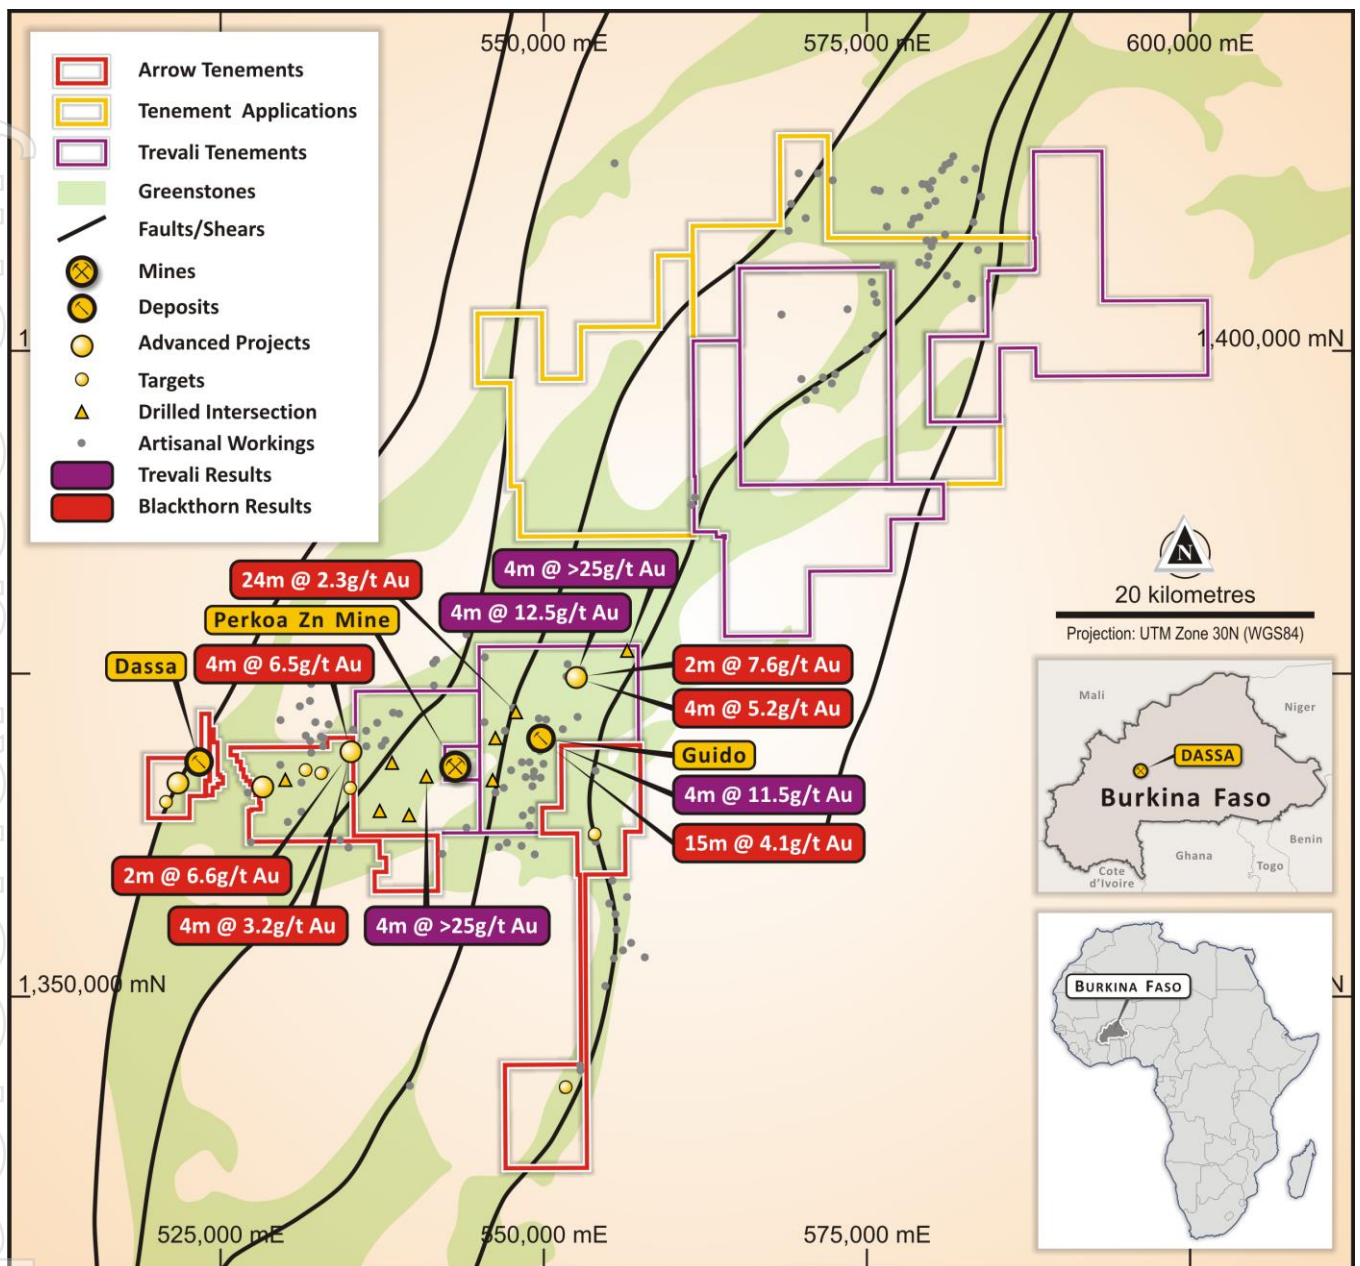 550,000 mE
575,000 mE
600,000 mE
Arrow Tenements
Tenement Applications
Trevali Tenements
Greenstones
Faults/Shears
Mines
Deposits
Advanced Projects
Targets
Drilled Intersection
Artisanal Workings
Trevali Results
Blackthorn Results
1
1,400,000 mN
N
20 kilometres
Projection: UTM Zone 30N (WGS84)
24m @ 2.3g/t Au
4m @ >25g/t Au
Perkoa Zn Mine
4m @ 12.5g/t Au
Dassa
4m @ 6.5g/t Au
2m @ 7.6g/t Au
4m @ 5.2g/t Au
Guido
4m @ 11.5g/t Au
15m @ 4.1g/t Au
2m @ 6.6g/t Au
4m @ 3.2g/t Au
4m @ >25g/t Au
Mali
Niger
DASSA
Burkina Faso
Benin
Ghana
Togo
Cote
d'Ivoire
BURKINA FASO
1,350,000 mN
N
525,000 mE
550,000 mE
575,000 mE